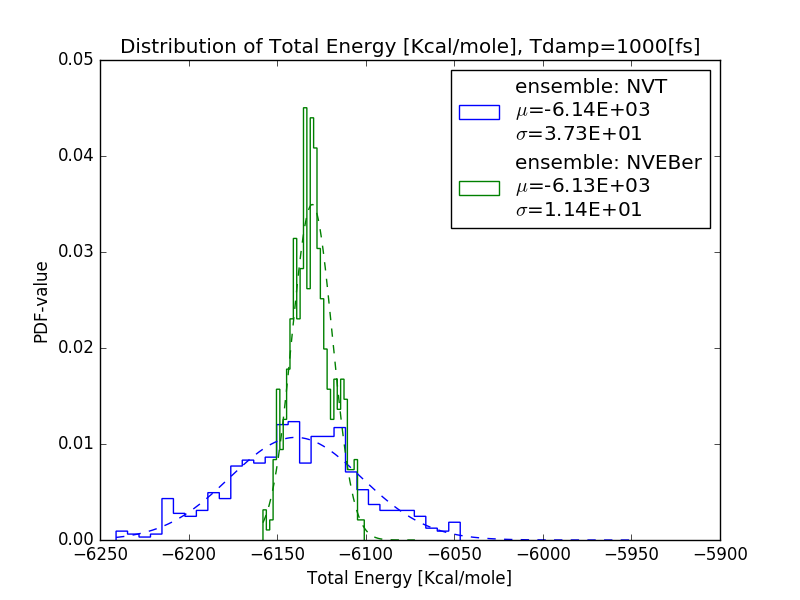 Distribution of Total Energy [Kcal/mole], Tdamp=1000[fs]
0.05
0.04
0.03
0.02
0.01
0.00
PDF-value
ensemble: NVT
μ=-6.14E+03
σ=3.73E+01
ensemble: NVEBer
μ=-6.13E+03
σ=1.14E+01
−6250 −6200 −6150 −6100 −6050 −6000 −5950 −5900
Total Energy [Kcal/mole]